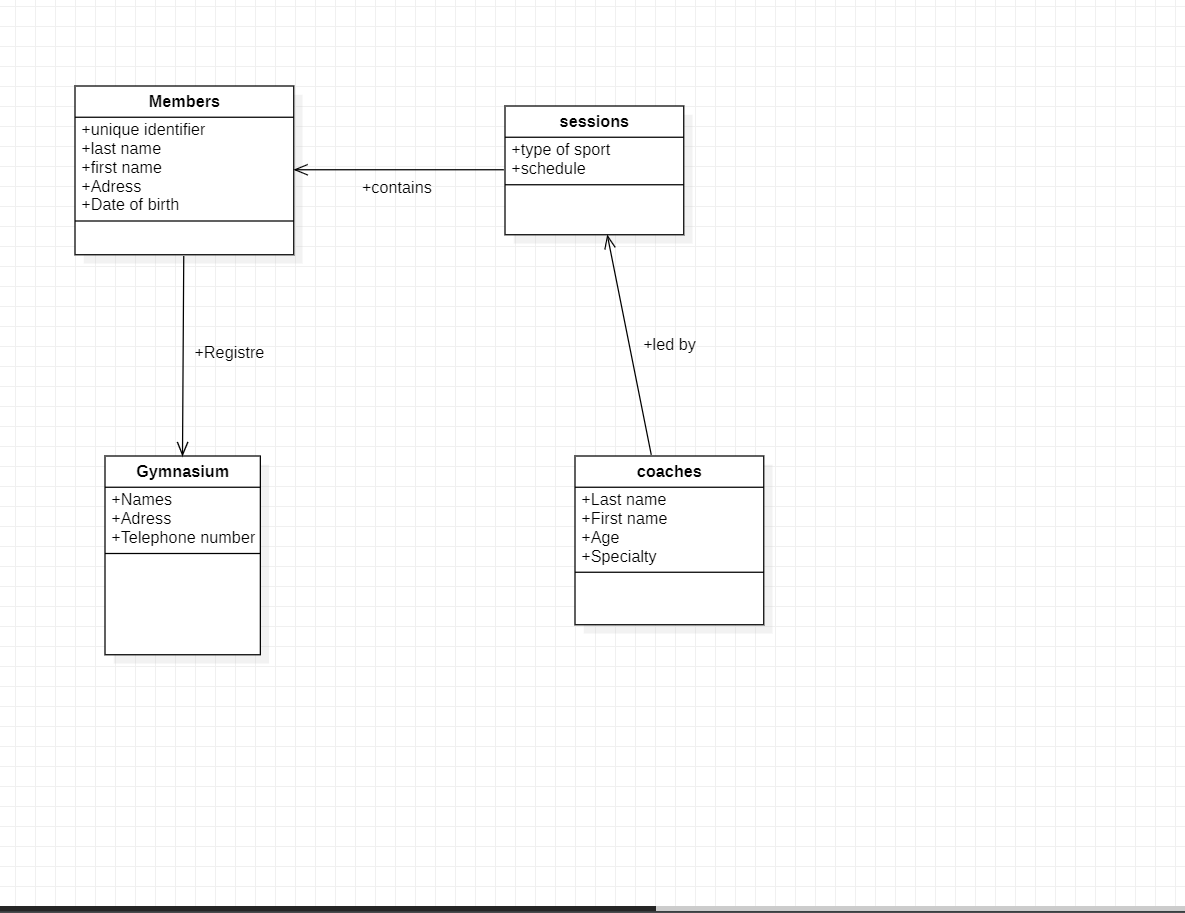 Members
+unique identifier
+last name
+first name
+Adress
+Date of birth
sessions
+type of sport
+schedule
+contains
+Registre
+led by
Gymnasium
+Names
+Adress
+Telephone number
coaches
+Last name
+First name
+Age
+Specialty